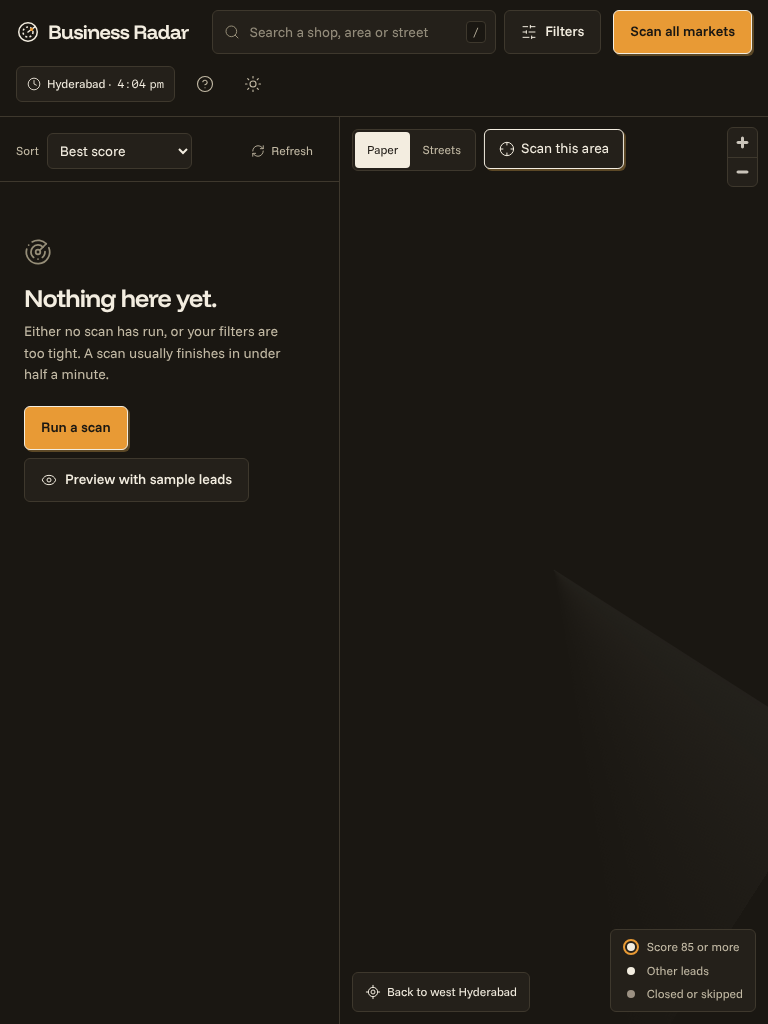 Business Radar
Search a shop, area or street
/
Filters
Scan all markets
Hyderabad · 4:04 pm
Sort
Best score
Refresh
Paper
Streets
Scan this area
+
−
Nothing here yet.
Either no scan has run, or your filters are
too tight. A scan usually finishes in under
half a minute.
Run a scan
Preview with sample leads
Score 85 or more
Other leads
Closed or skipped
Back to west Hyderabad